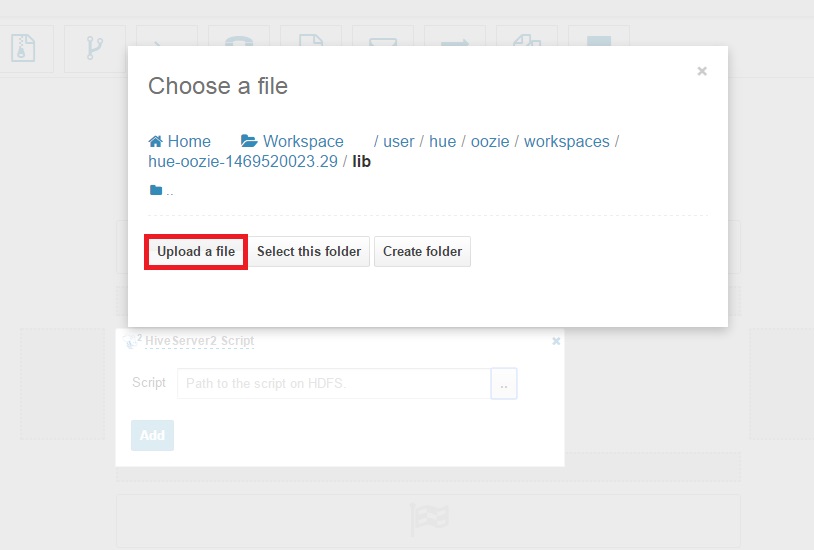 Choose a file
×
Home Workspace / user / hue / oozie / workspaces /
hue-oozie-1469520023.29 / lib
..
Upload a file Select this folder Create folder
2 HiveServer2 Script ×
Script Path to the script on HDFS. ..
Add